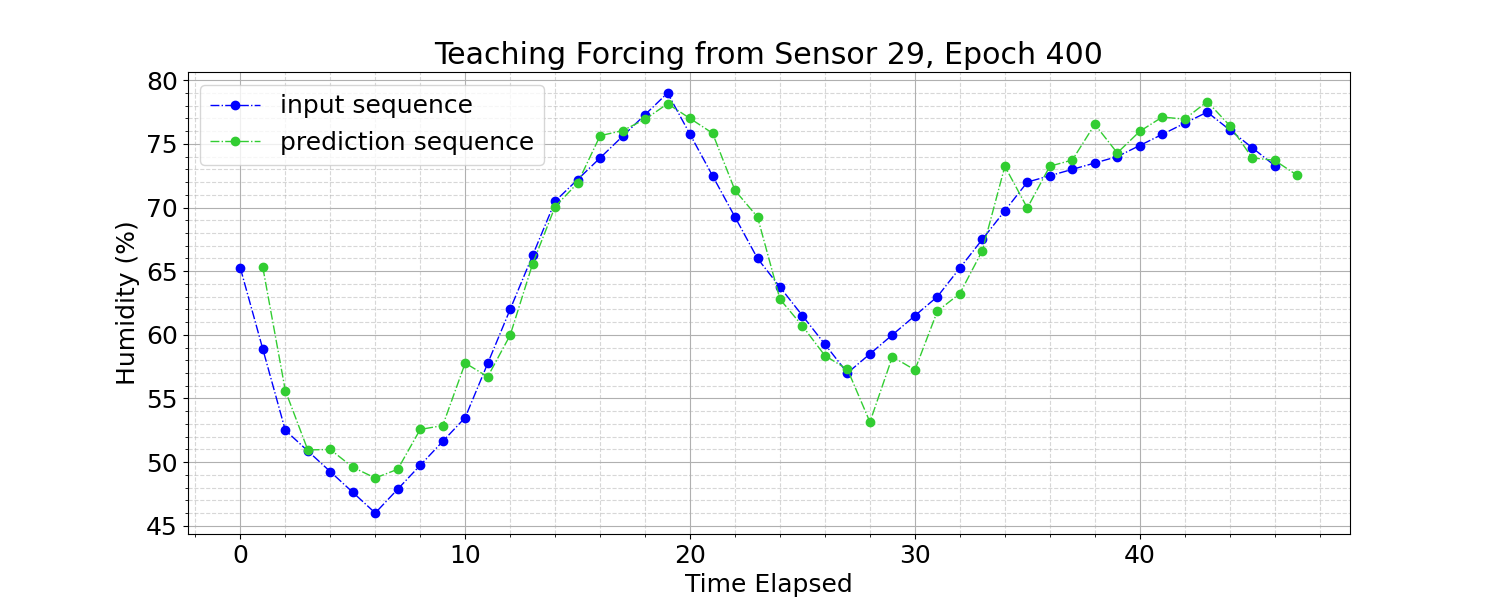 Teaching Forcing from Sensor 29, Epoch 400
input sequence
prediction sequence
Humidity (%)
80
75
70
65
60
55
50
45
0 10 20 30 40
Time Elapsed